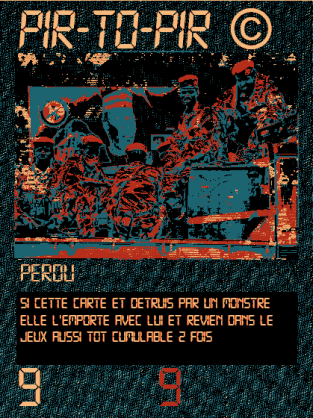 PIR-TO-PIR ©
PEROU
SI CETTE CARTE ET DETRUIS PAR UN MONSTRE
ELLE L'EMPORTE AVEC LUI ET REVIEN DANS LE
JEUX AUSSI TOT CUMULABLE 2 FOIS
9 9